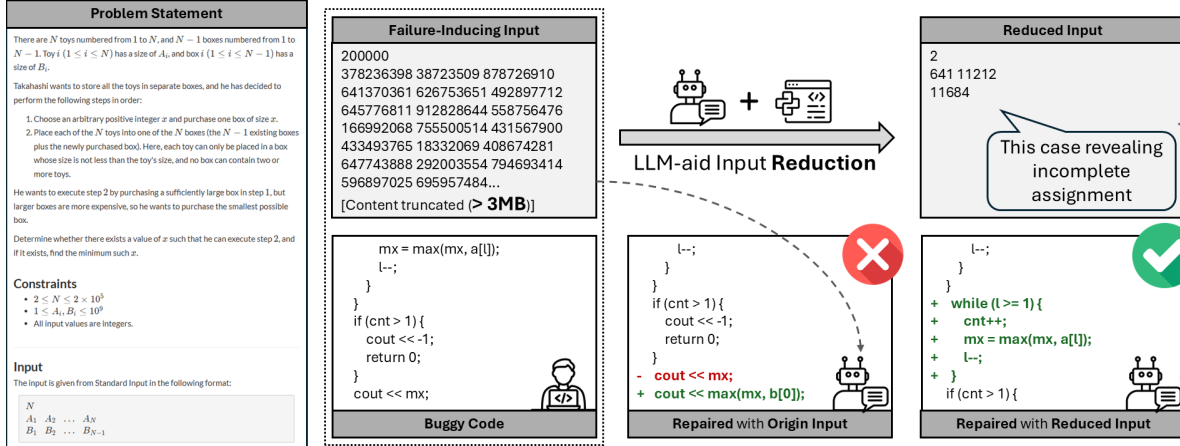 Problem Statement
There are N toys numbered from 1 to N, and N − 1 boxes numbered from 1 to
N − 1. Toy i (1 ≤ i ≤ N) has a size of A_i, and box i (1 ≤ i ≤ N − 1) has a
size of B_i.
Takahashi wants to store all the toys in separate boxes, and he has decided to
perform the following steps in order:
1. Choose an arbitrary positive integer x and purchase one box of size x.
2. Place each of the N toys into one of the N boxes (the N − 1 existing boxes
plus the newly purchased box). Here, each toy can only be placed in a box
whose size is not less than the toy's size, and no box can contain two or
more toys.
He wants to execute step 2 by purchasing a sufficiently large box in step 1, but
larger boxes are more expensive, so he wants to purchase the smallest possible
box.
Determine whether there exists a value of x such that he can execute step 2, and
if it exists, find the minimum such x.
Constraints
• 2 ≤ N ≤ 2 × 10^5
• 1 ≤ A_i, B_i ≤ 10^9
• All input values are integers.
Input
The input is given from Standard Input in the following format:
N
A_1 A_2 … A_N
B_1 B_2 … B_{N−1}
Failure-Inducing Input
200000
378236398 38723509 878726910
641370361 626753651 492897712
645776811 912828644 558756476
166992068 755500514 431567900
433493765 18332069 408674281
647743888 292003554 794693414
596897025 695957484...
[Content truncated (> 3MB)]
mx = max(mx, a[l]);
l--;
}
}
if (cnt > 1) {
cout << -1;
return 0;
}
cout << mx;
</>
Buggy Code
</>
+
LLM-aid Input Reduction
l--;
}
}
if (cnt > 1) {
cout << -1;
return 0;
}
- cout << mx;
+ cout << max(mx, b[0]);
Repaired with Origin Input
Reduced Input
2
641 11212
11684
This case revealing
incomplete
assignment
l--;
}
}
+ while (l >= 1) {
+ cnt++;
+ mx = max(mx, a[l]);
+ l--;
+ }
if (cnt > 1) {
Repaired with Reduced Input